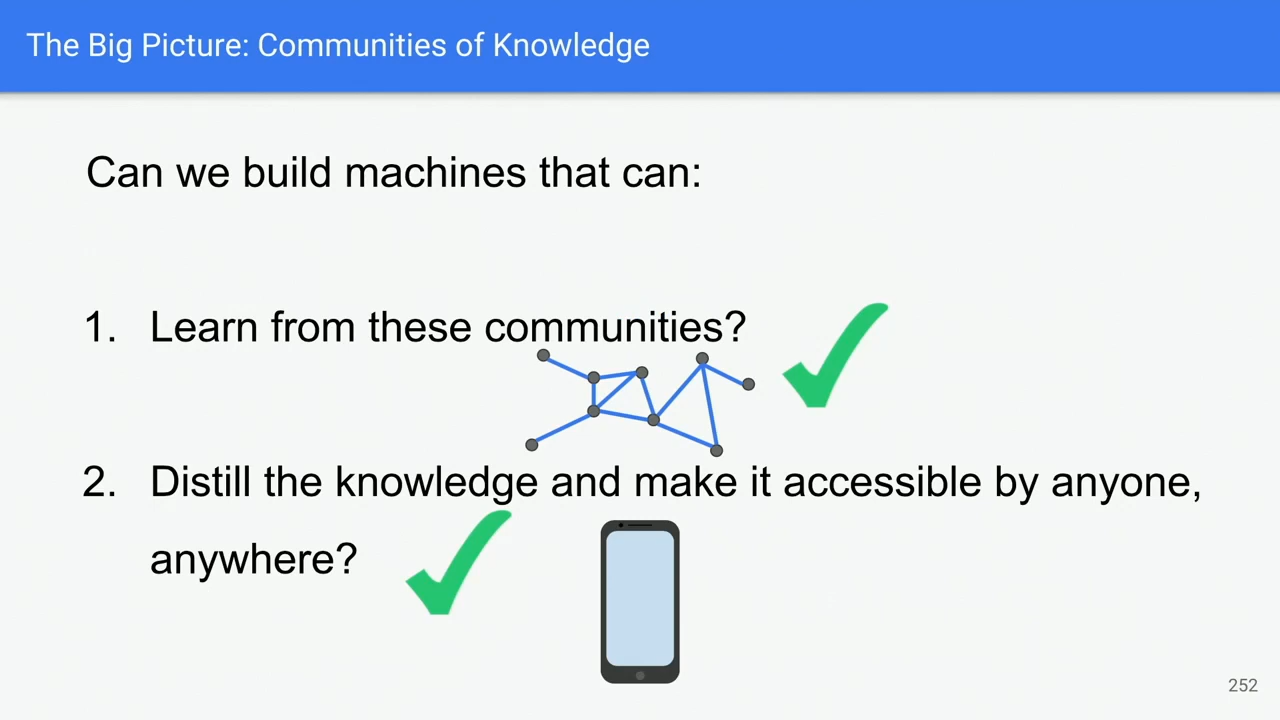 The Big Picture: Communities of Knowledge
Can we build machines that can:
1. Learn from these communities?
2. Distill the knowledge and make it accessible by anyone,
anywhere?
252